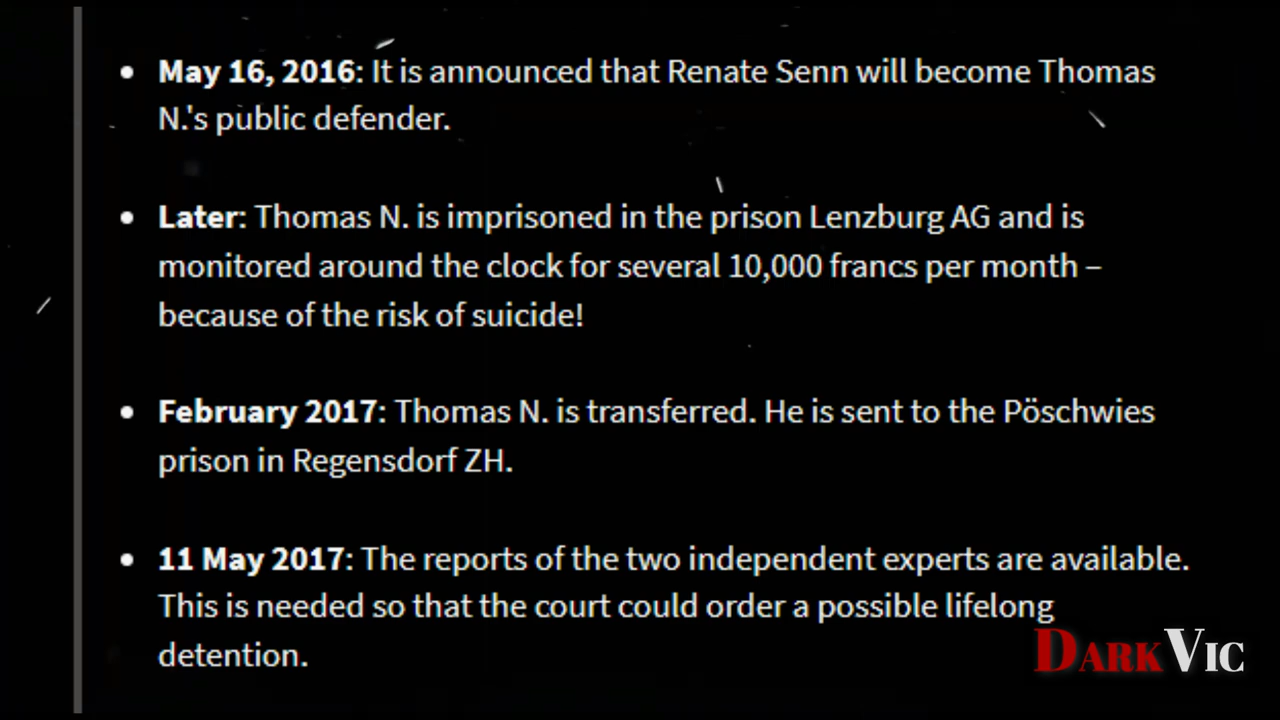 • May 16, 2016: It is announced that Renate Senn will become Thomas
N.'s public defender.
• Later: Thomas N. is imprisoned in the prison Lenzburg AG and is
monitored around the clock for several 10,000 francs per month –
because of the risk of suicide!
• February 2017: Thomas N. is transferred. He is sent to the Pöschwies
prison in Regensdorf ZH.
• 11 May 2017: The reports of the two independent experts are available.
This is needed so that the court could order a possible lifelong
detention.
DARKVIC